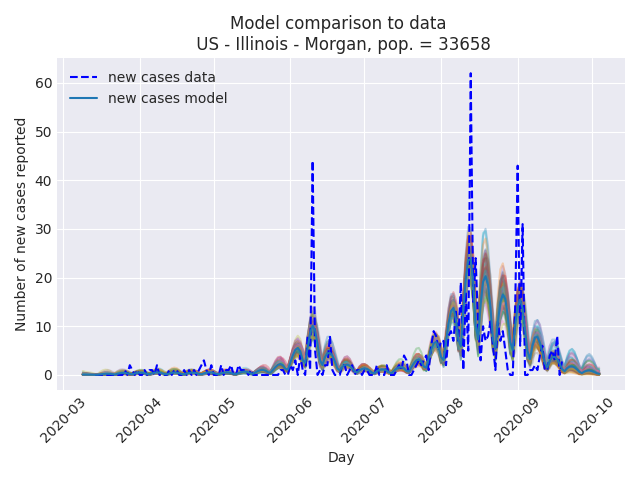 Model comparison to data
US - Illinois - Morgan, pop. = 33658
new cases data
new cases model
Number of new cases reported
60
50
40
30
20
10
0
2020-03
2020-04
2020-05
2020-06
2020-07
2020-08
2020-09
2020-10
Day